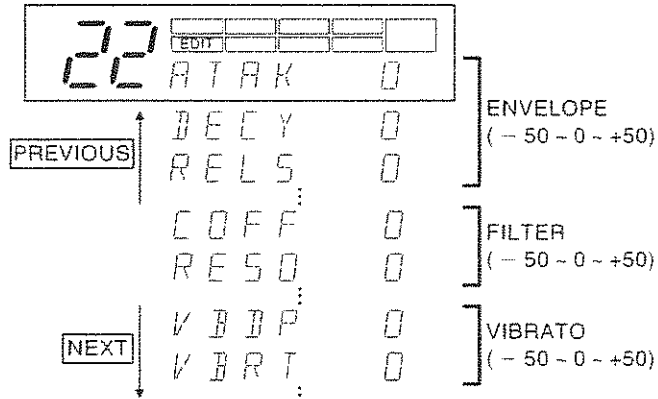 22 EDIT
ATAK 0
DECY 0
RELS 0
COFF 0
RESO 0
VBDP 0
VBRT 0
PREVIOUS
NEXT
ENVELOPE
(– 50 ~ 0 ~ +50)
FILTER
(– 50 ~ 0 ~ +50)
VIBRATO
(– 50 ~ 0 ~ +50)